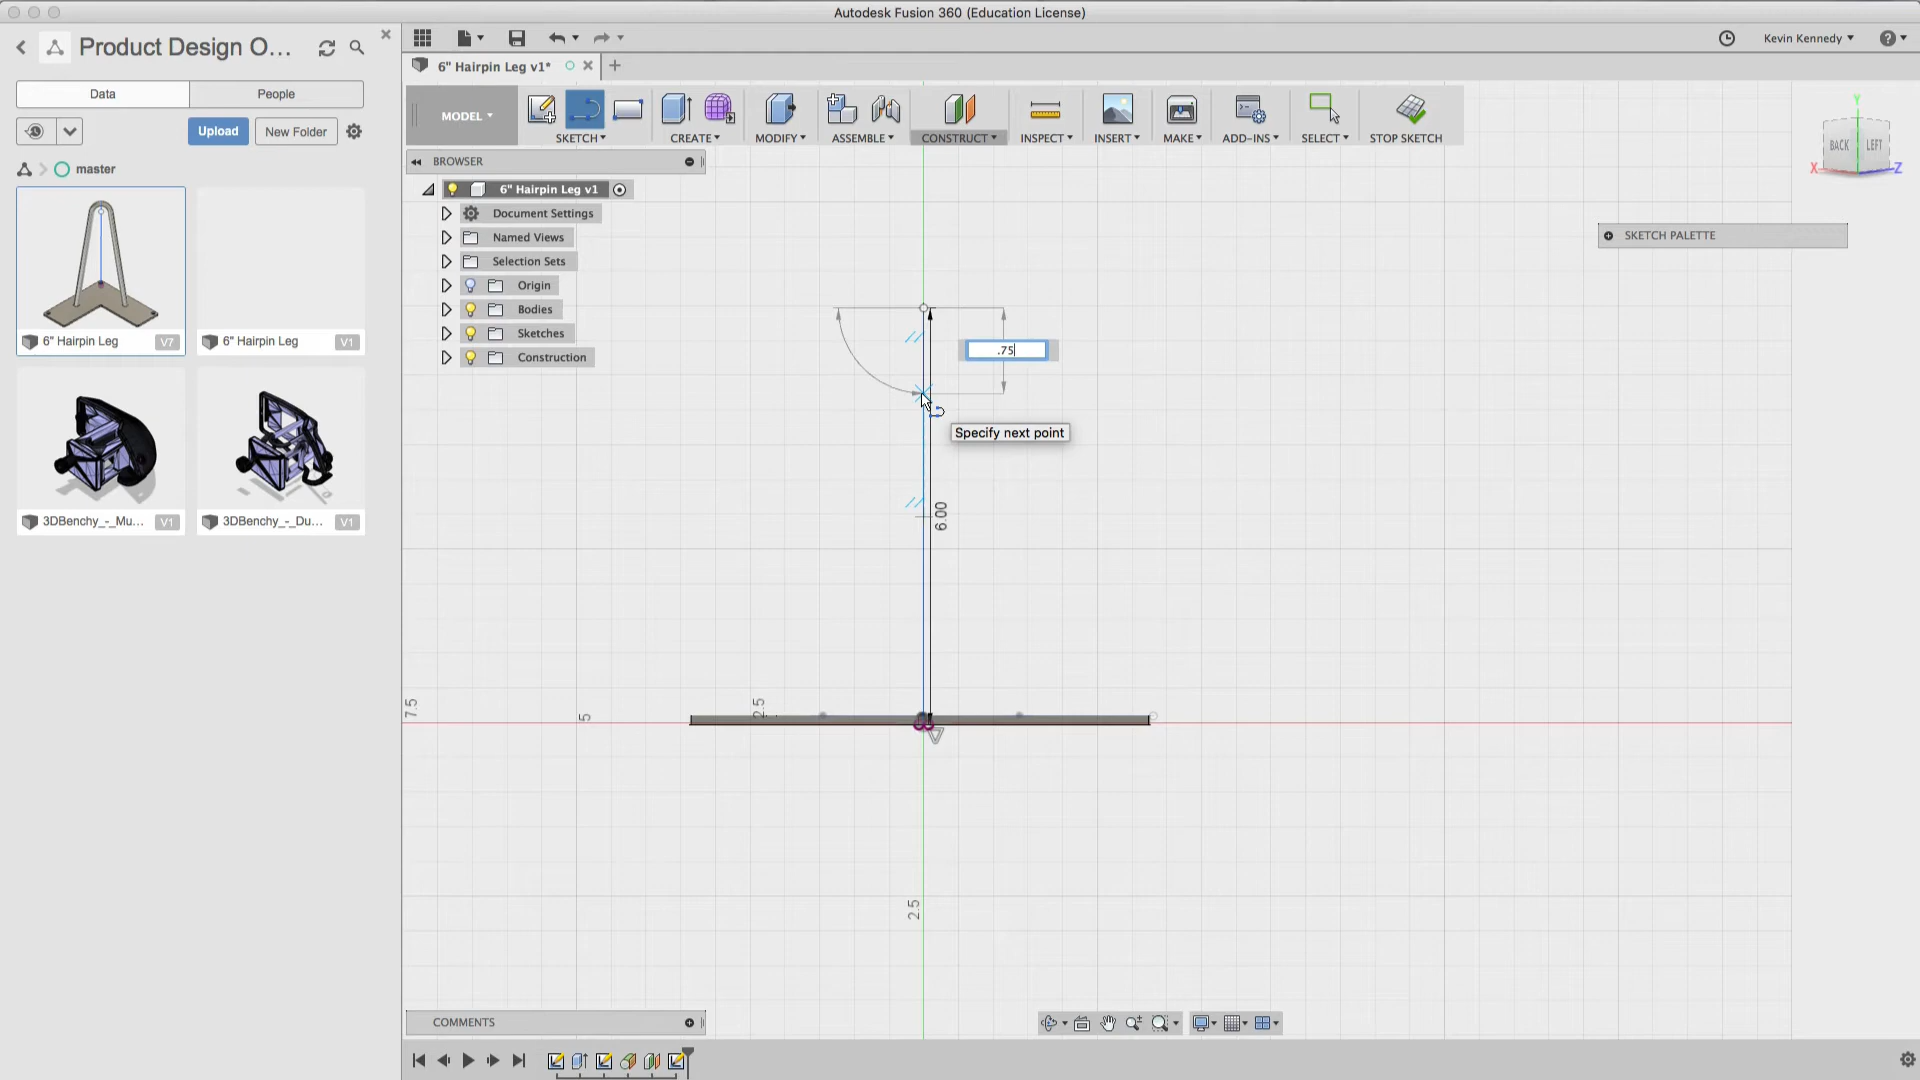 Autodesk Fusion 360 (Education License)
Product Design O...
Kevin Kennedy
6" Hairpin Leg v1*
Data
People
MODEL
SKETCH
CREATE
MODIFY
ASSEMBLE
CONSTRUCT
INSPECT
INSERT
MAKE
ADD-INS
SELECT
STOP SKETCH
Upload
New Folder
BACK
LEFT
Y
X
Z
BROWSER
master
6" Hairpin Leg v1
Document Settings
Named Views
Selection Sets
Origin
Bodies
Sketches
Construction
SKETCH PALETTE
6" Hairpin Leg
V7
6" Hairpin Leg
V1
.75
Specify next point
6.00
3DBenchy_-_Mu...
V1
3DBenchy_-_Du...
V1
7.5
5
2.5
2.5
COMMENTS